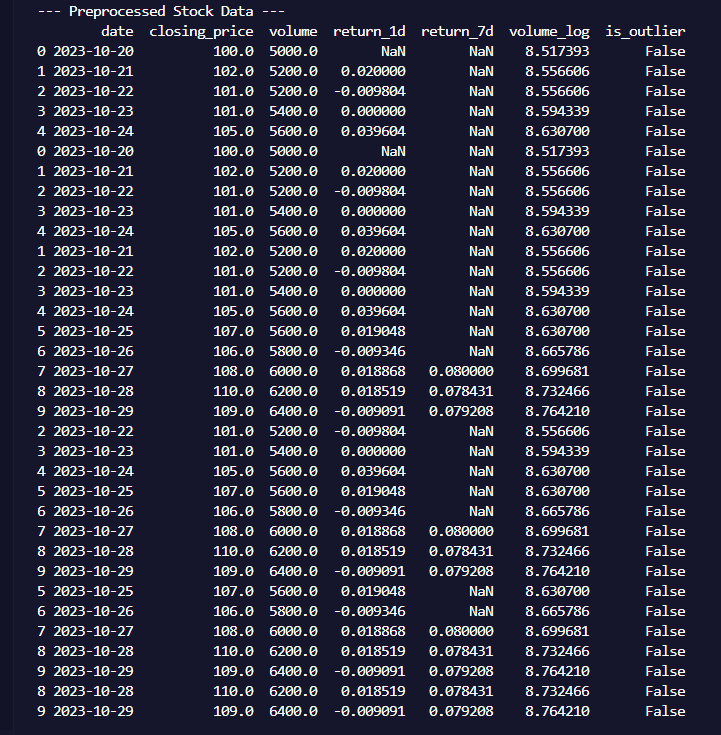 --- Preprocessed Stock Data ---
        date  closing_price  volume  return_1d  return_7d  volume_log  is_outlier
0 2023-10-20          100.0  5000.0        NaN        NaN    8.517393       False
1 2023-10-21          102.0  5200.0   0.020000        NaN    8.556606       False
2 2023-10-22          101.0  5200.0  -0.009804        NaN    8.556606       False
3 2023-10-23          101.0  5400.0   0.000000        NaN    8.594339       False
4 2023-10-24          105.0  5600.0   0.039604        NaN    8.630700       False
0 2023-10-20          100.0  5000.0        NaN        NaN    8.517393       False
1 2023-10-21          102.0  5200.0   0.020000        NaN    8.556606       False
2 2023-10-22          101.0  5200.0  -0.009804        NaN    8.556606       False
3 2023-10-23          101.0  5400.0   0.000000        NaN    8.594339       False
4 2023-10-24          105.0  5600.0   0.039604        NaN    8.630700       False
1 2023-10-21          102.0  5200.0   0.020000        NaN    8.556606       False
2 2023-10-22          101.0  5200.0  -0.009804        NaN    8.556606       False
3 2023-10-23          101.0  5400.0   0.000000        NaN    8.594339       False
4 2023-10-24          105.0  5600.0   0.039604        NaN    8.630700       False
5 2023-10-25          107.0  5600.0   0.019048        NaN    8.630700       False
6 2023-10-26          106.0  5800.0  -0.009346        NaN    8.665786       False
7 2023-10-27          108.0  6000.0   0.018868   0.080000    8.699681       False
8 2023-10-28          110.0  6200.0   0.018519   0.078431    8.732466       False
9 2023-10-29          109.0  6400.0  -0.009091   0.079208    8.764210       False
2 2023-10-22          101.0  5200.0  -0.009804        NaN    8.556606       False
3 2023-10-23          101.0  5400.0   0.000000        NaN    8.594339       False
4 2023-10-24          105.0  5600.0   0.039604        NaN    8.630700       False
5 2023-10-25          107.0  5600.0   0.019048        NaN    8.630700       False
6 2023-10-26          106.0  5800.0  -0.009346        NaN    8.665786       False
7 2023-10-27          108.0  6000.0   0.018868   0.080000    8.699681       False
8 2023-10-28          110.0  6200.0   0.018519   0.078431    8.732466       False
9 2023-10-29          109.0  6400.0  -0.009091   0.079208    8.764210       False
5 2023-10-25          107.0  5600.0   0.019048        NaN    8.630700       False
6 2023-10-26          106.0  5800.0  -0.009346        NaN    8.665786       False
7 2023-10-27          108.0  6000.0   0.018868   0.080000    8.699681       False
8 2023-10-28          110.0  6200.0   0.018519   0.078431    8.732466       False
9 2023-10-29          109.0  6400.0  -0.009091   0.079208    8.764210       False
8 2023-10-28          110.0  6200.0   0.018519   0.078431    8.732466       False
9 2023-10-29          109.0  6400.0  -0.009091   0.079208    8.764210       False